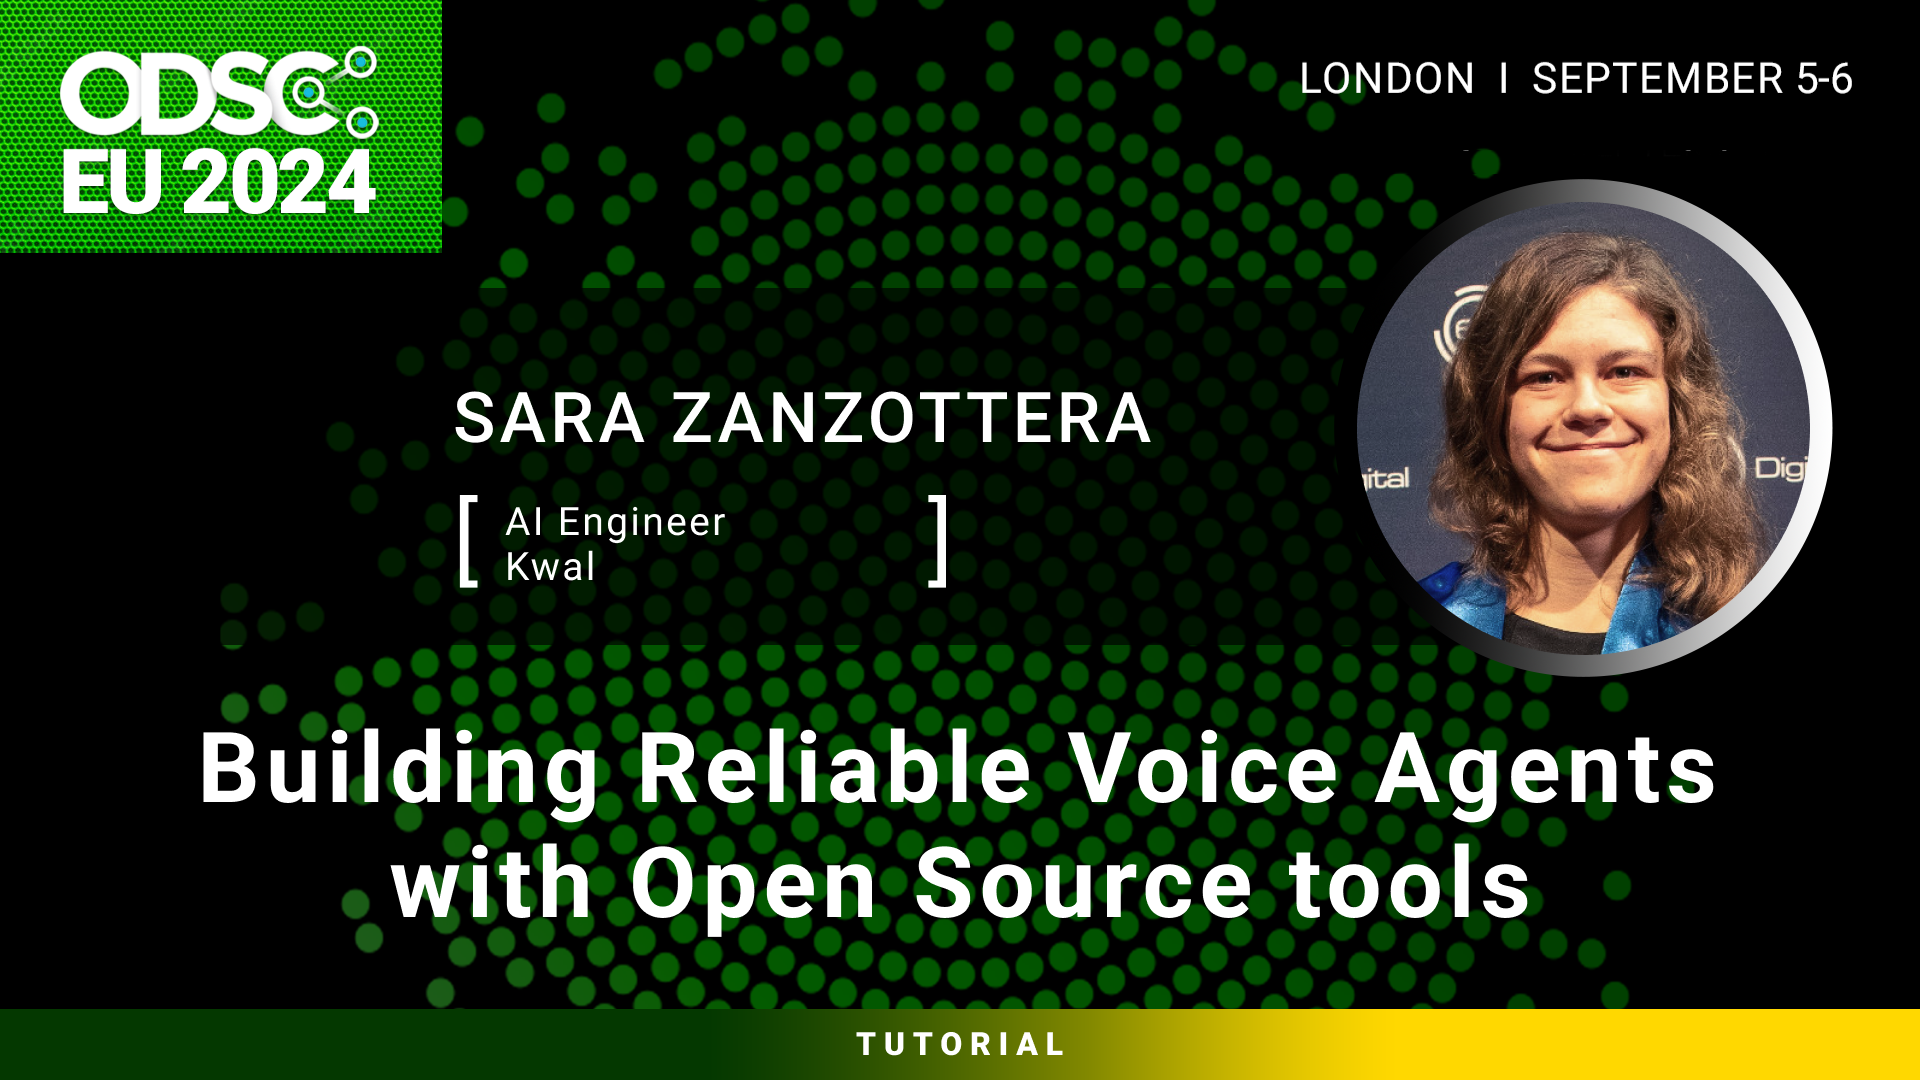 ODSC
EU 2024
LONDON I SEPTEMBER 5-6
SARA ZANZOTTERA
[ AI Engineer
Kwal ]
ital
Digi
Building Reliable Voice Agents
with Open Source tools
TUTORIAL